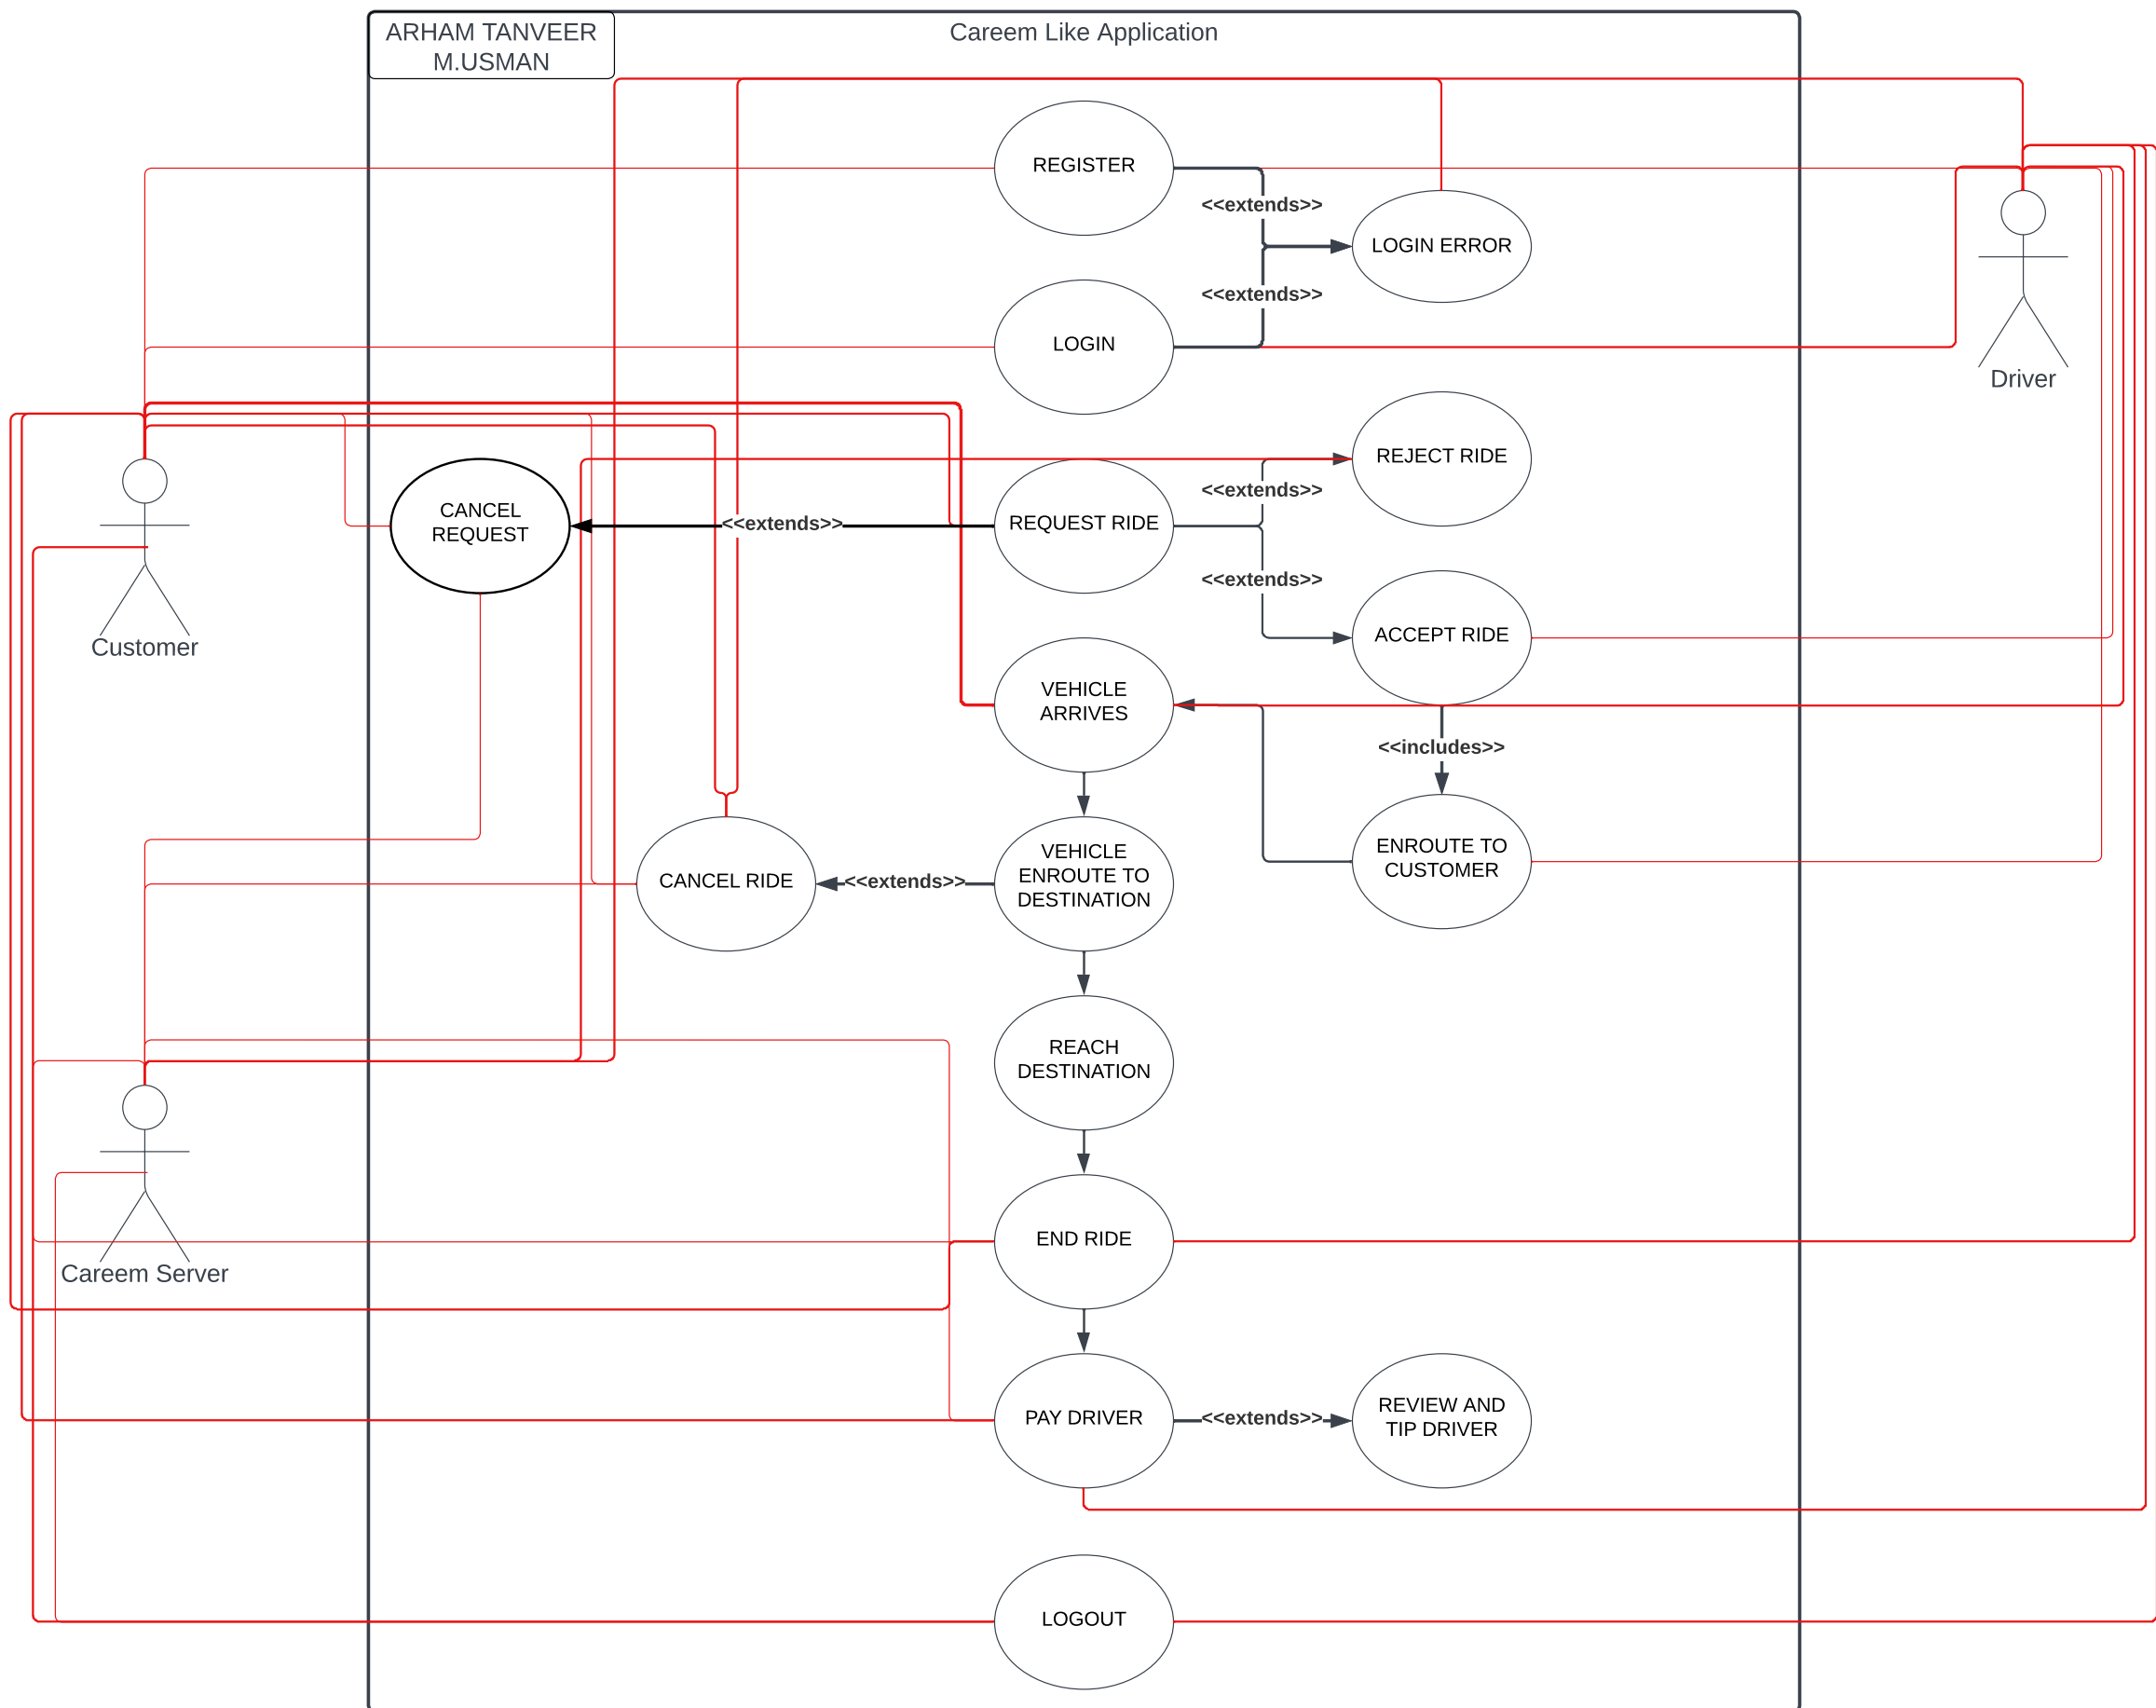 ARHAM TANVEER
M.USMAN
Careem Like Application
REGISTER
<<extends>>
LOGIN ERROR
<<extends>>
LOGIN
Driver
REJECT RIDE
<<extends>>
CANCEL
REQUEST
<<extends>>
REQUEST RIDE
<<extends>>
ACCEPT RIDE
Customer
VEHICLE
ARRIVES
<<includes>>
ENROUTE TO
CUSTOMER
VEHICLE
ENROUTE TO
DESTINATION
CANCEL RIDE
<<extends>>
REACH
DESTINATION
END RIDE
Careem Server
PAY DRIVER
<<extends>>
REVIEW AND
TIP DRIVER
LOGOUT